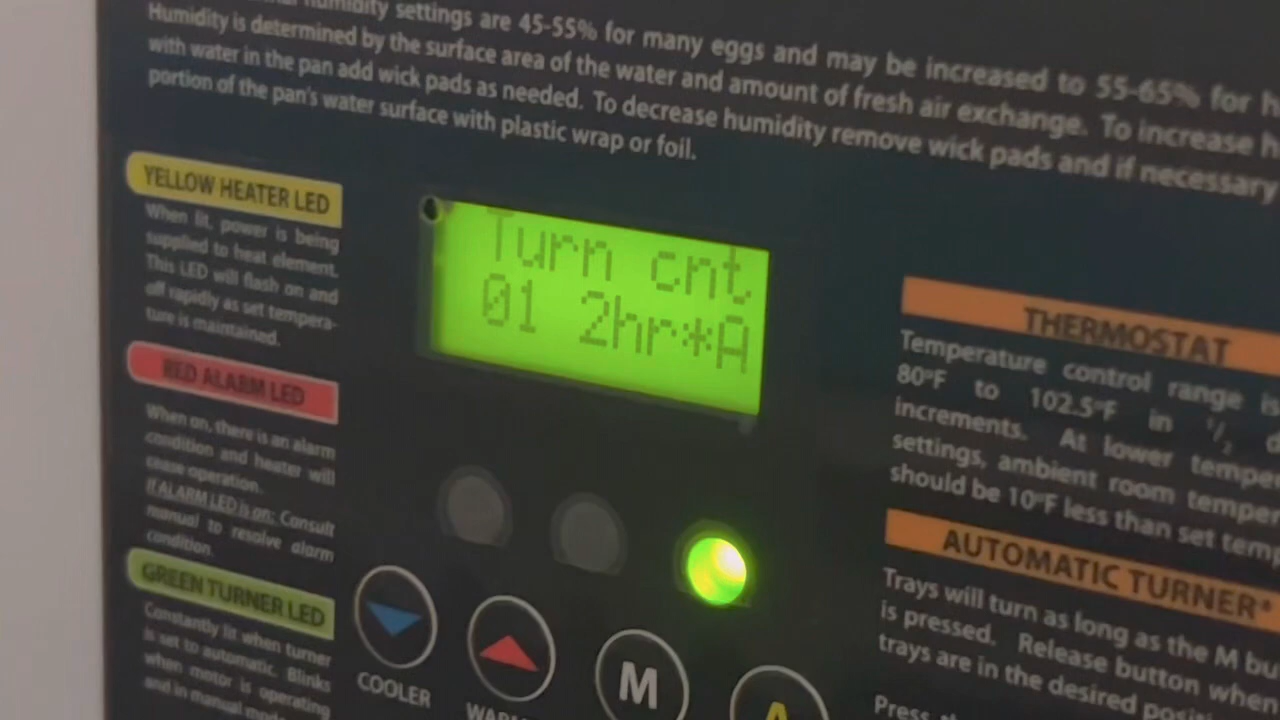 humidity settings are 45-55% for many eggs and may be increased to 55-65% for
Humidity is determined by the surface area of the water and amount of fresh air exchange. To increase
with water in the pan add wick pads as needed. To decrease humidity remove wick pads and if necessary
portion of the pan's water surface with plastic wrap or foil.
YELLOW HEATER LED
When lit, power is being
supplied to heat element.
This LED will flash on and
off rapidly as set tempera-
ture is maintained.
RED ALARM LED
When on, there is an alarm
condition and heater will
cease operation.
If ALARM LED is on: Consult
manual to resolve alarm
condition.
GREEN TURNER LED
Constantly lit when turner
is set to automatic. Blinks
when motor is operating
and in manual mode
Turn cnt
01 2hr*A
COOLER
M
A
THERMOSTAT
Temperature control range is
80°F to 102.5°F in 1/2
increments. At lower
settings, ambient room
should be 10°F less than set
AUTOMATIC TURNER®
Trays will turn as long as the M
is pressed. Release button when
trays are in the desired
Press